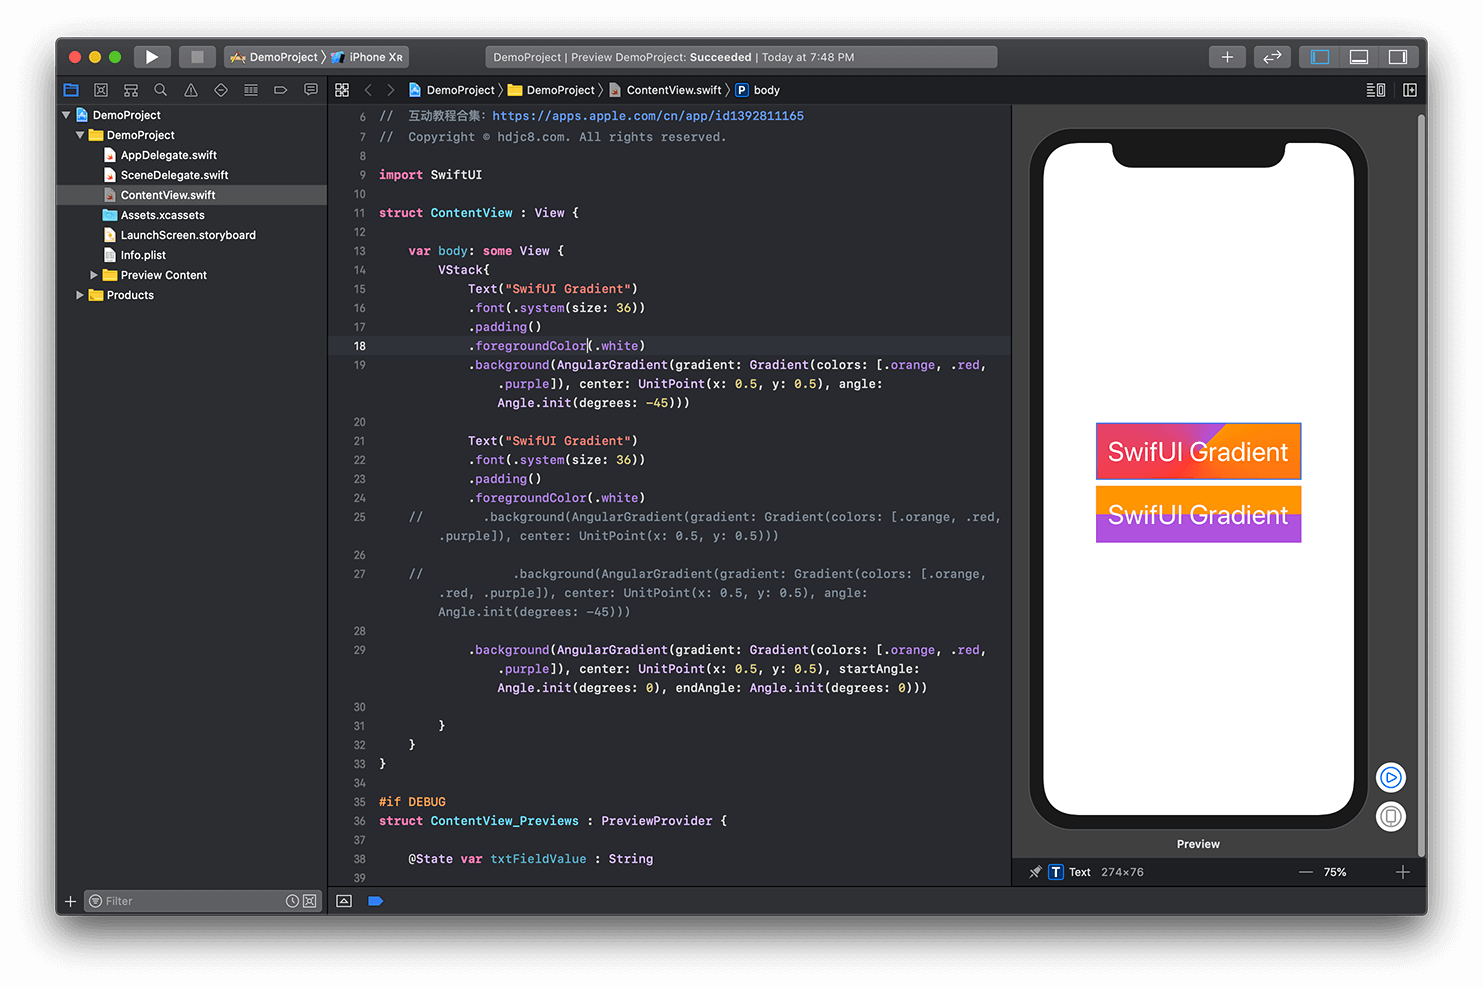 DemoProject 〉 iPhone XR
DemoProject | Preview DemoProject: Succeeded | Today at 7:48 PM
DemoProject 〉 DemoProject 〉 ContentView.swift 〉 P body
DemoProject
DemoProject
AppDelegate.swift
SceneDelegate.swift
ContentView.swift
Assets.xcassets
LaunchScreen.storyboard
Info.plist
Preview Content
Products
Filter
6 // 互动教程合集: https://apps.apple.com/cn/app/id1392811165
7 // Copyright © hdjc8.com. All rights reserved.
8
9 import SwiftUI
10
11 struct ContentView : View {
12
13 var body: some View {
14 VStack{
15 Text("SwifUI Gradient")
16 .font(.system(size: 36))
17 .padding()
18 .foregroundColor(.white)
19 .background(AngularGradient(gradient: Gradient(colors: [.orange, .red,
.purple]), center: UnitPoint(x: 0.5, y: 0.5), angle:
Angle.init(degrees: -45)))
20
21 Text("SwifUI Gradient")
22 .font(.system(size: 36))
23 .padding()
24 .foregroundColor(.white)
25 // .background(AngularGradient(gradient: Gradient(colors: [.orange, .red,
.purple]), center: UnitPoint(x: 0.5, y: 0.5)))
26
27 // .background(AngularGradient(gradient: Gradient(colors: [.orange,
.red, .purple]), center: UnitPoint(x: 0.5, y: 0.5), angle:
Angle.init(degrees: -45)))
28
29 .background(AngularGradient(gradient: Gradient(colors: [.orange, .red,
.purple]), center: UnitPoint(x: 0.5, y: 0.5), startAngle:
Angle.init(degrees: 0), endAngle: Angle.init(degrees: 0)))
30
31 }
32 }
33 }
34
35 #if DEBUG
36 struct ContentView_Previews : PreviewProvider {
37
38 @State var txtFieldValue : String
39
SwifUI Gradient
SwifUI Gradient
Preview
T Text 274×76
75%